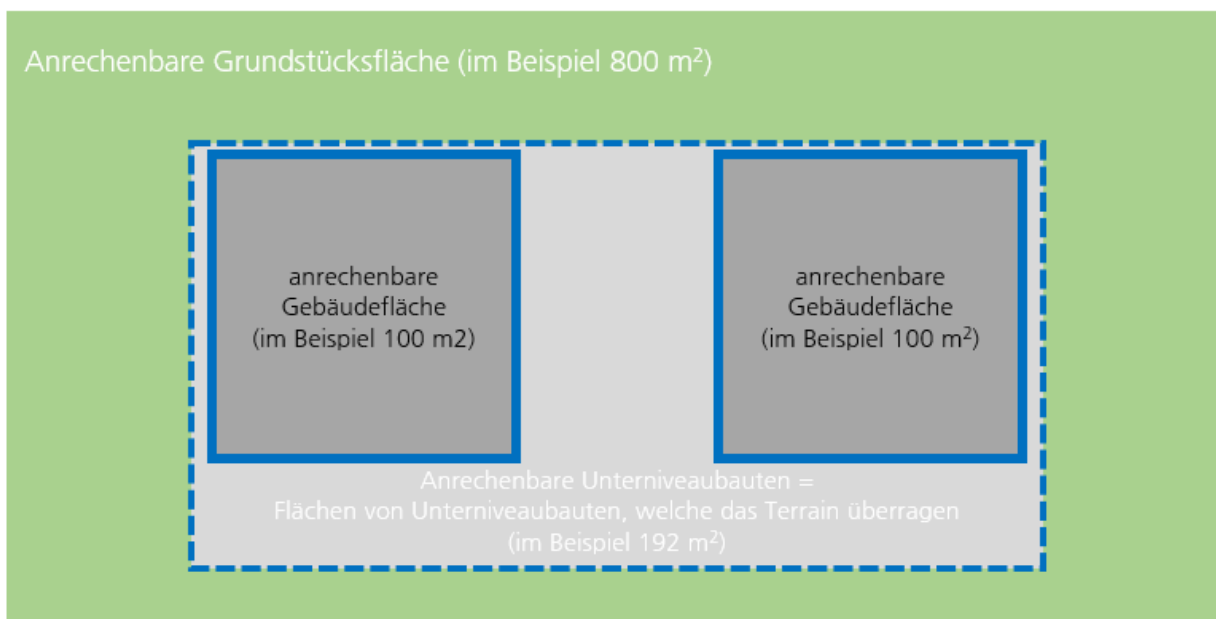 Anrechenbare Grundstücksfläche (im Beispiel 800 m²)
anrechenbare
Gebäudefläche
(im Beispiel 100 m2)
anrechenbare
Gebäudefläche
(im Beispiel 100 m²)
Anrechenbare Unterniveaubauten =
Flächen von Unterniveaubauten, welche das Terrain überragen
(im Beispiel 192 m²)